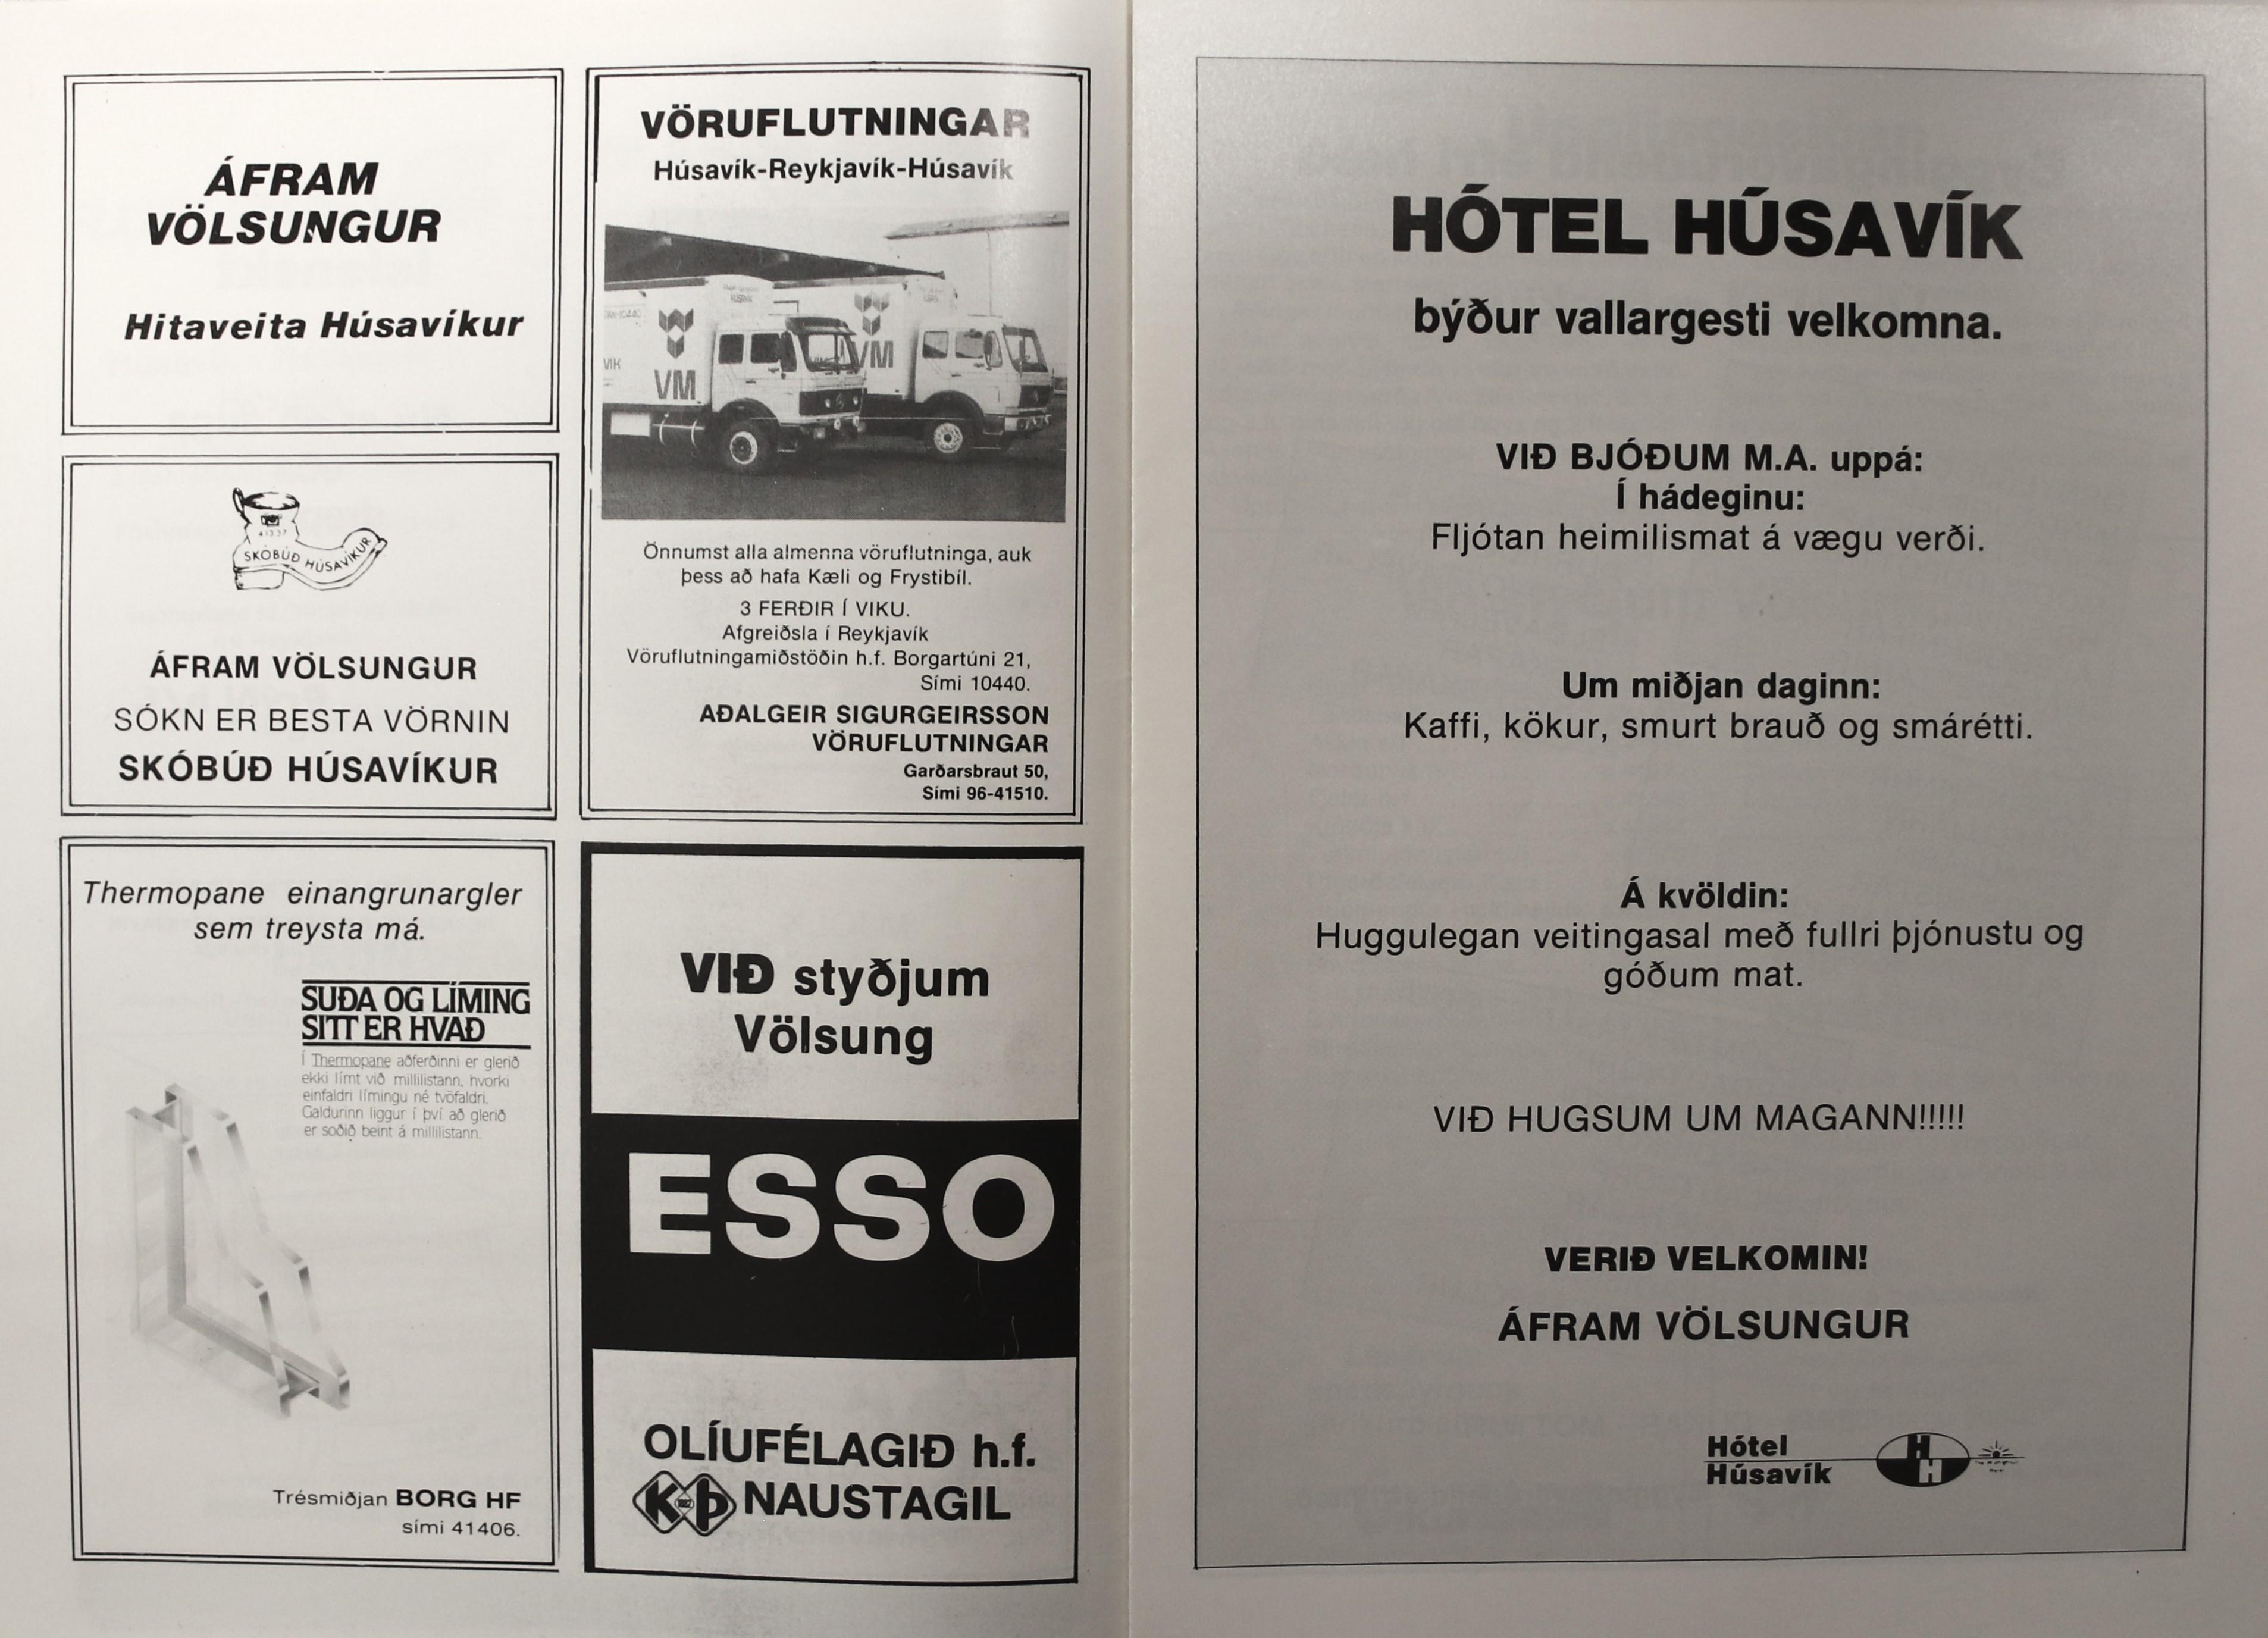 ÁFRAM
VÖLSUNGUR
Hitaveita Húsavíkur
41337
SKÓBÚÐ HÚSAVÍKUR
ÁFRAM VÖLSUNGUR
SÓKN ER BESTA VÖRNIN
SKÓBÚÐ HÚSAVÍKUR
Thermopane einangrunargler
sem treysta má.
SUÐA OG LÍMING
SITT ER HVAÐ
Í Thermopane aðferðinni er glerið
ekki límt við millilistann, hvorki
einfaldri límingu né tvöfaldri.
Galdurinn liggur í því að glerið
er soðið beint á millilistann.
Trésmiðjan BORG HF
sími 41406.
VÖRUFLUTNINGAR
Húsavík-Reykjavík-Húsavík
VM
VM
Önnumst alla almenna vöruflutninga, auk
þess að hafa Kæli og Frystibíl.
3 FERÐIR Í VIKU.
Afgreiðsla í Reykjavík
Vöruflutningamiðstöðin h.f. Borgartúni 21,
Sími 10440.
AÐALGEIR SIGURGEIRSSON
VÖRUFLUTNINGAR
Garðarsbraut 50,
Sími 96-41510.
VIÐ styðjum
Völsung
ESSO
OLÍUFÉLAGIÐ h.f.
KÞ NAUSTAGIL
HÓTEL HÚSAVÍK
býður vallargesti velkomna.
VIÐ BJÓÐUM M.A. uppá:
Í hádeginu:
Fljótan heimilismat á vægu verði.
Um miðjan daginn:
Kaffi, kökur, smurt brauð og smárétti.
Á kvöldin:
Huggulegan veitingasal með fullri þjónustu og
góðum mat.
VIÐ HUGSUM UM MAGANN!!!!!
VERIÐ VELKOMIN!
ÁFRAM VÖLSUNGUR
Hótel
Húsavík
H
H